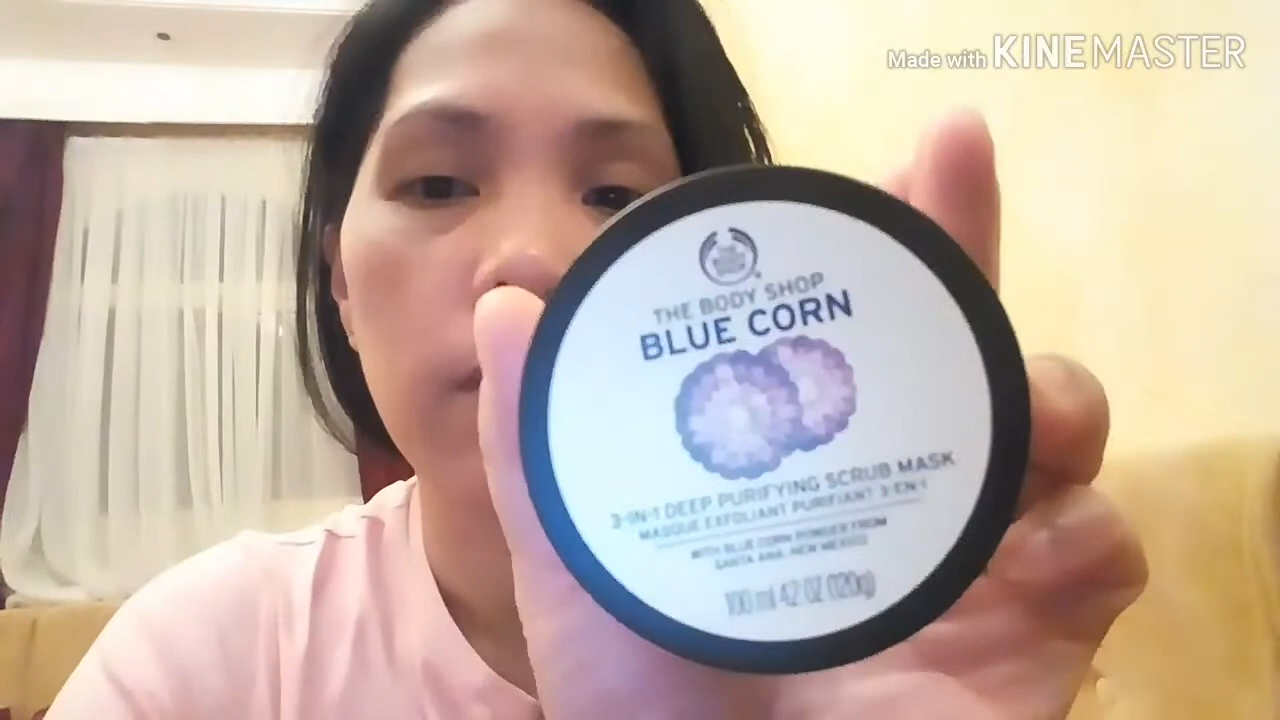 Made with KINEMASTER
THE BODY SHOP
BLUE CORN
3-IN-1 DEEP PURIFYING SCRUB MASK
MASQUE EXFOLIANT PURIFIANT 3-EN-1
WITH BLUE CORN POWDER FROM
SANTA ANA, NEW MEXICO
100 ml 4.2 OZ (120g)